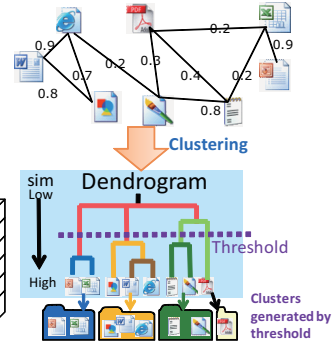 0.2
0.9
0.9
0.2
0.3
0.7
0.4
0.2
0.8
0.8
Clustering
sim
Low
Dendrogram
Threshold
High
Clusters
generated by
threshold